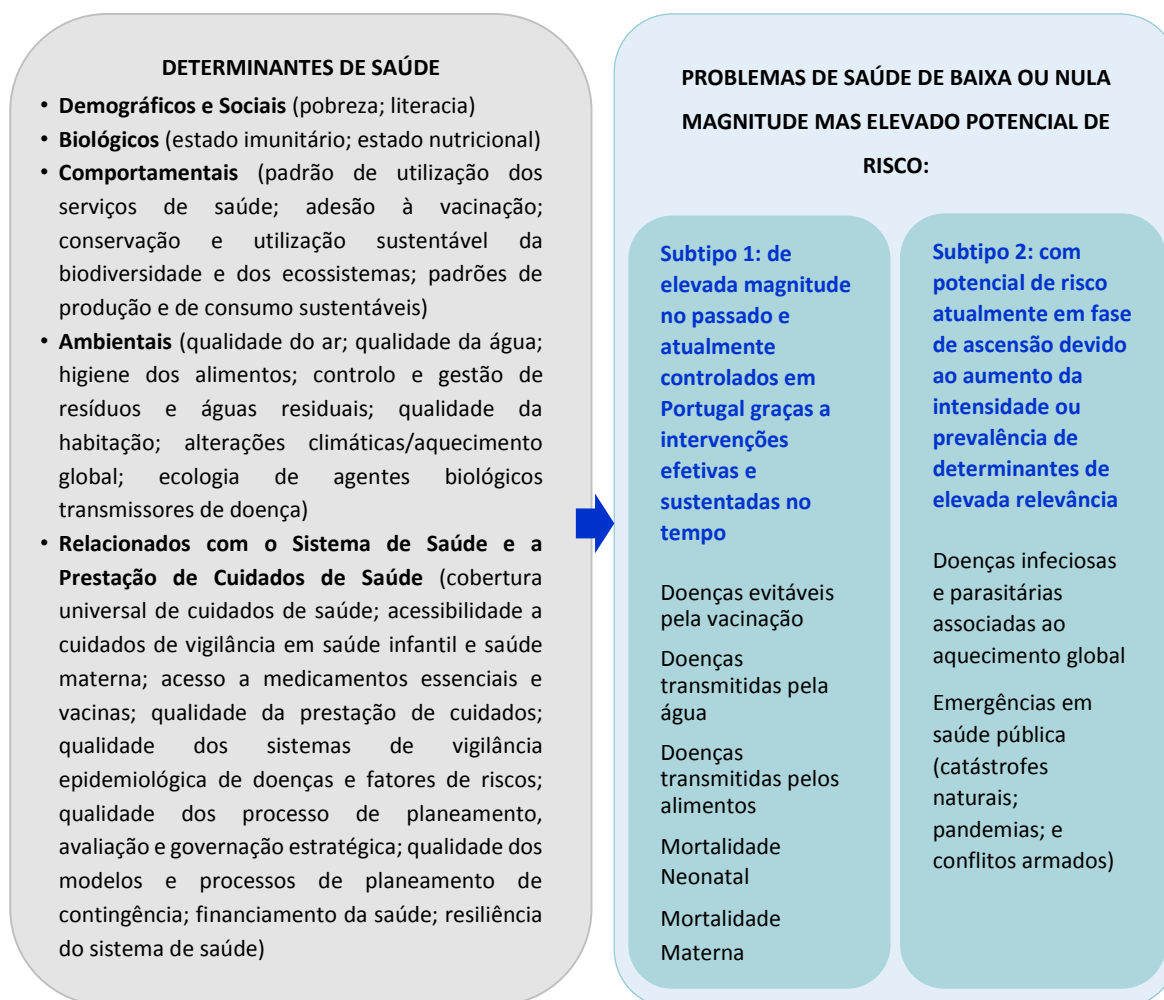 DETERMINANTES DE SAÚDE
• Demográficos e Sociais (pobreza; literacia)
• Biológicos (estado imunitário; estado nutricional)
• Comportamentais (padrão de utilização dos
serviços de saúde; adesão à vacinação;
conservação e utilização sustentável da
biodiversidade e dos ecossistemas; padrões de
produção e de consumo sustentáveis)
• Ambientais (qualidade do ar; qualidade da água;
higiene dos alimentos; controlo e gestão de
resíduos e águas residuais; qualidade da
habitação; alterações climáticas/aquecimento
global; ecologia de agentes biológicos
transmissores de doença)
• Relacionados com o Sistema de Saúde e a
Prestação de Cuidados de Saúde (cobertura
universal de cuidados de saúde; acessibilidade a
cuidados de vigilância em saúde infantil e saúde
materna; acesso a medicamentos essenciais e
vacinas; qualidade da prestação de cuidados;
qualidade dos sistemas de vigilância
epidemiológica de doenças e fatores de riscos;
qualidade dos processo de planeamento,
avaliação e governação estratégica; qualidade dos
modelos e processos de planeamento de
contingência; financiamento da saúde; resiliência
do sistema de saúde)
PROBLEMAS DE SAÚDE DE BAIXA OU NULA
MAGNITUDE MAS ELEVADO POTENCIAL DE
RISCO:
Subtipo 1: de
elevada magnitude
no passado e
atualmente
controlados em
Portugal graças a
intervenções
efetivas e
sustentadas no
tempo
Doenças evitáveis
pela vacinação
Doenças
transmitidas pela
água
Doenças
transmitidas pelos
alimentos
Mortalidade
Neonatal
Mortalidade
Materna
Subtipo 2: com
potencial de risco
atualmente em fase
de ascensão devido
ao aumento da
intensidade ou
prevalência de
determinantes de
elevada relevância
Doenças infeciosas
e parasitárias
associadas ao
aquecimento global
Emergências em
saúde pública
(catástrofes
naturais;
pandemias; e
conflitos armados)